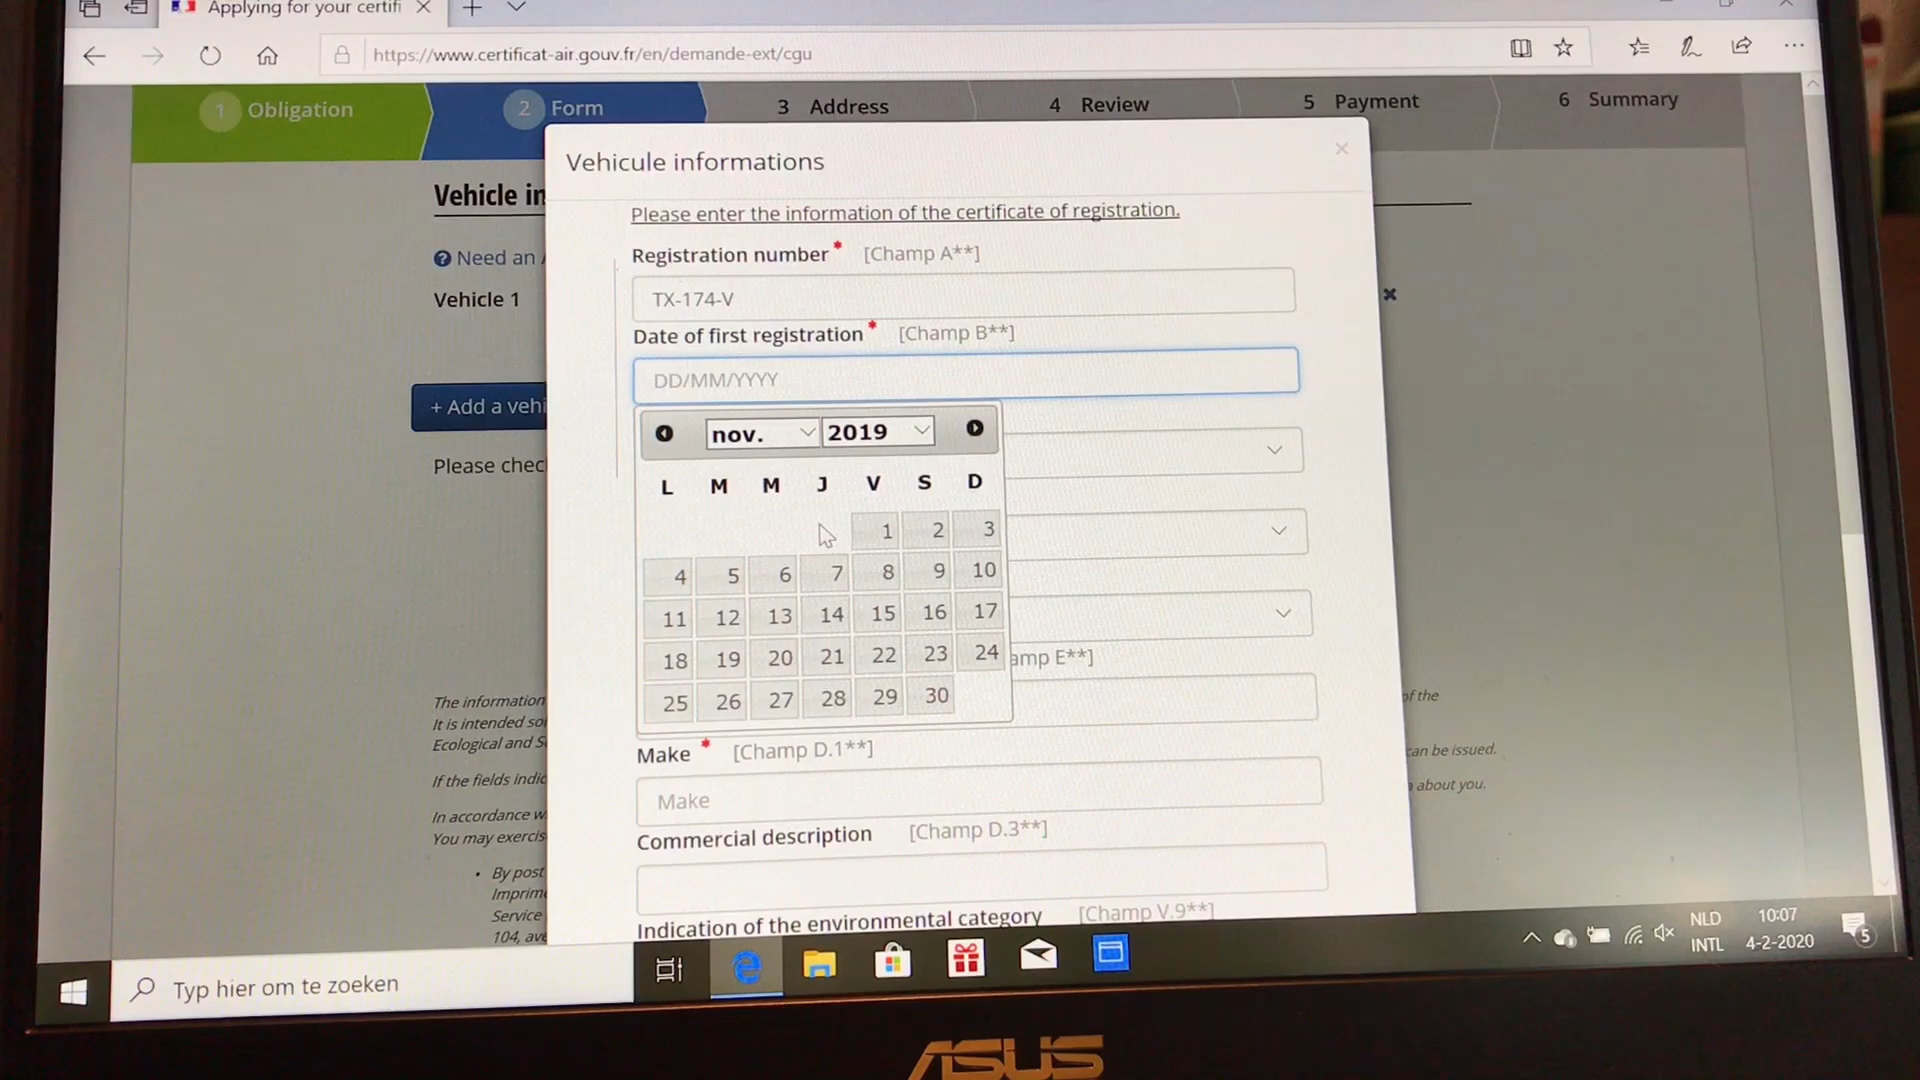 Applying for your certifi
https://www.certificat-air.gouv.fr/en/demande-ext/cgu
1 Obligation
2 Form
3 Address
4 Review
5 Payment
6 Summary
Vehicule informations
Vehicle in
Please enter the information of the certificate of registration.
Need an
Registration number * [Champ A**]
Vehicle 1
TX-174-V
Date of first registration * [Champ B**]
DD/MM/YYYY
+ Add a vehi
nov. 2019
Please chec
L M M J V S D
1 2 3
4 5 6 7 8 9 10
11 12 13 14 15 16 17
18 19 20 21 22 23 24
amp E**]
25 26 27 28 29 30
The information
of the
It is intended so
Ecological and S
can be issued.
Make * [Champ D.1**]
If the fields indic
about you.
Make
In accordance w
You may exercis
Commercial description [Champ D.3**]
• By post
Imprim
Service
104, ave
Indication of the environmental category [Champ V.9**]
Typ hier om te zoeken
NLD
INTL
10:07
4-2-2020
5
ASUS